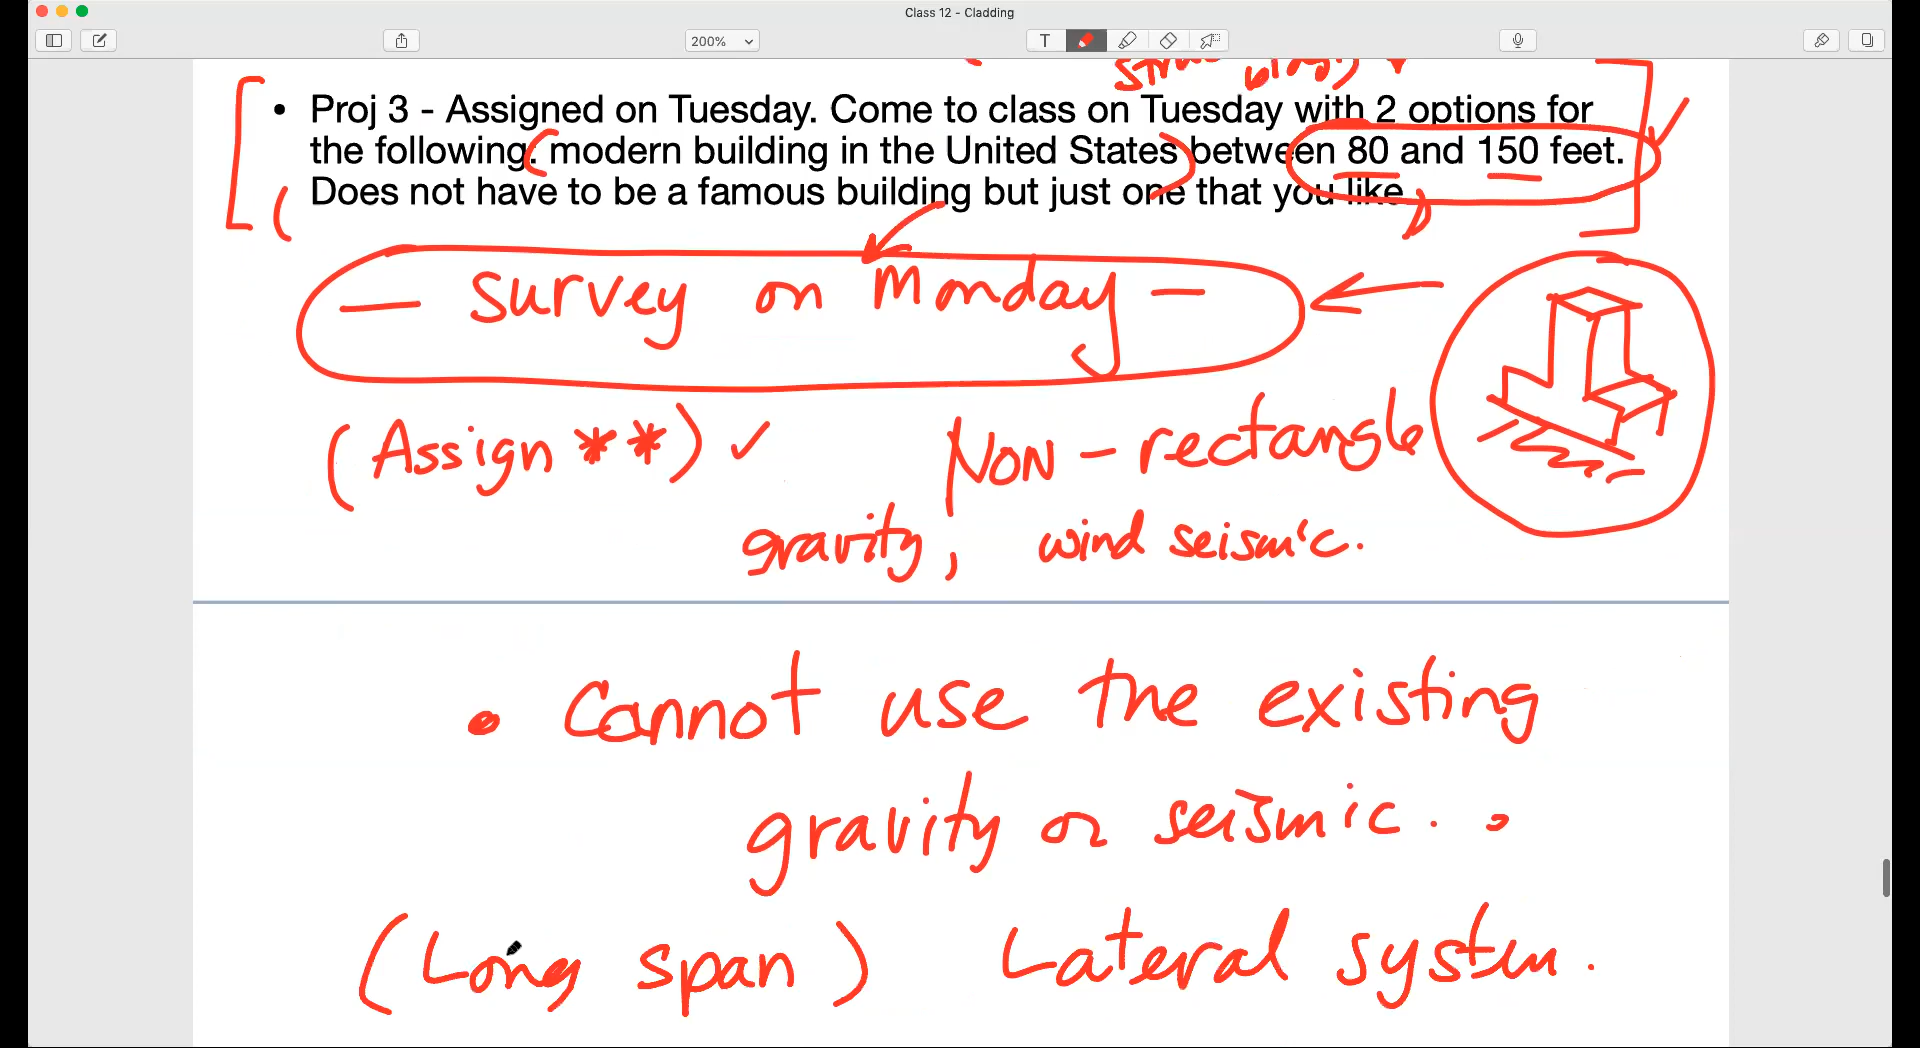 Class 12 - Cladding
200%
T
• Proj 3 - Assigned on Tuesday. Come to class on Tuesday with 2 options for
the following: modern building in the United States between 80 and 150 feet.
Does not have to be a famous building but just one that you like.
— survey on Monday —
(Assign **) ✓ Non - rectangle
gravity, wind seismic.
• Cannot use the existing
gravity or seismic.
(Long span) Lateral system.